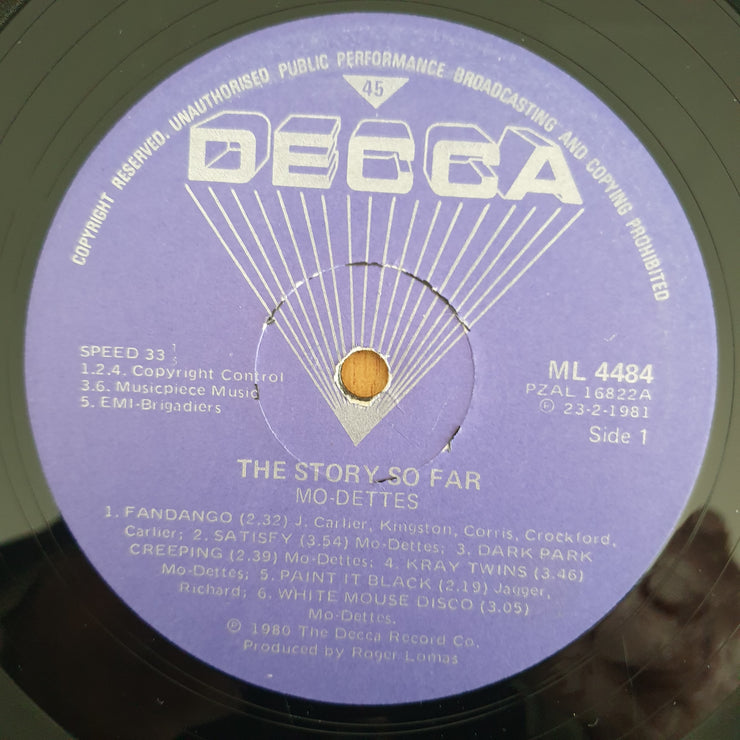 COPYRIGHT RESERVED. UNAUTHORISED PUBLIC PERFORMANCE BROADCASTING AND COPYING PROHIBITED
45
DECCA
SPEED 33 1/3
1.2.4. Copyright Control
3.6. Musicpiece Music
5. EMI-Brigadiers
ML 4484
PZAL 16822A
Ⓟ 23-2-1981
Side 1
THE STORY SO FAR
MO-DETTES
1. FANDANGO (2.32) J. Carlier, Kingston, Corris, Crockford,
Carlier; 2. SATISFY (3.54) Mo-Dettes; 3. DARK PARK
CREEPING (2.39) Mo-Dettes; 4. KRAY TWINS (3.46)
Mo-Dettes; 5. PAINT IT BLACK (2.19) Jagger,
Richard; 6. WHITE MOUSE DISCO (3.05)
Mo-Dettes.
Ⓟ 1980 The Decca Record Co.
Produced by Roger Lomas